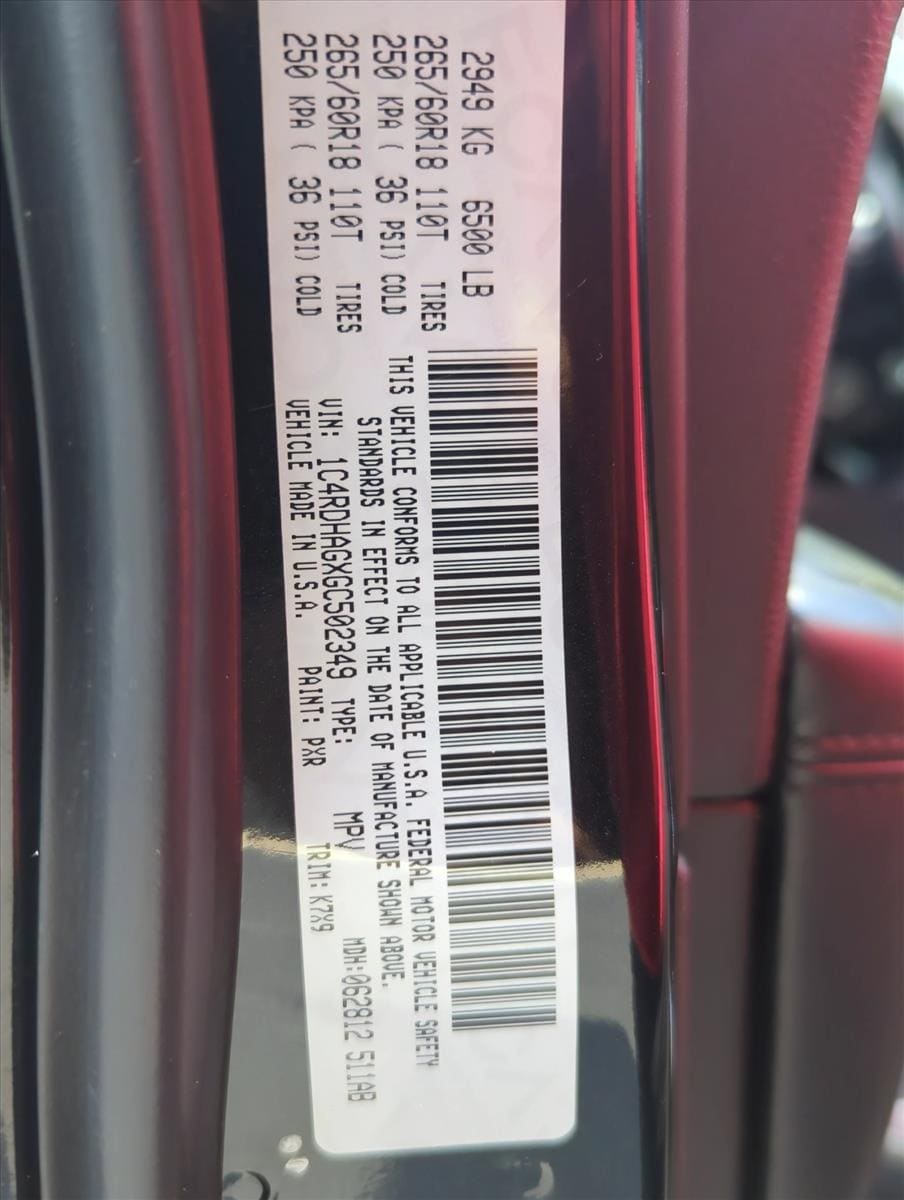 2949 KG 6500 LB
265/60R18 110T TIRES
250 KPA ( 36 PSI) COLD
265/60R18 110T TIRES
250 KPA ( 36 PSI) COLD
THIS VEHICLE CONFORMS TO ALL APPLICABLE U.S.A. FEDERAL MOTOR VEHICLE SAFETY
STANDARDS IN EFFECT ON THE DATE OF MANUFACTURE SHOWN ABOVE.
VIN: 1C4RDHAGXGC502349 TYPE: MPV MDH:062812 511AB
VEHICLE MADE IN U.S.A. PAINT: PXR TRIM: K7X9